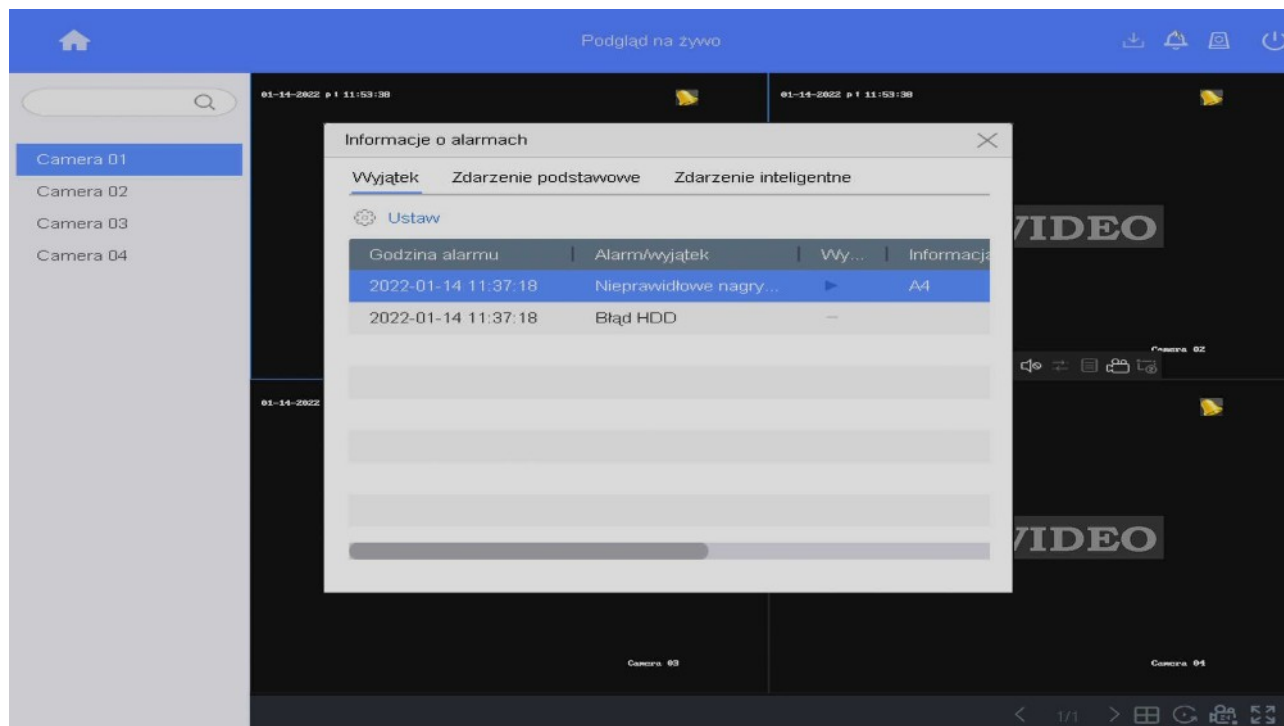 Podgląd na żywo
01-14-2022 pt 11:53:38
01-14-2022 pt 11:53:38
Camera 01
Camera 02
Camera 03
Camera 04
Informacje o alarmach
Wyjątek Zdarzenie podstawowe Zdarzenie inteligentne
Ustaw
Godzina alarmu Alarm/wyjątek Wy... Informacja
2022-01-14 11:37:18 Nieprawidłowe nagry... A4
2022-01-14 11:37:18 Błąd HDD –
VIDEO
Camera 02
01-14-2022
VIDEO
Camera 03
Camera 04
1/1